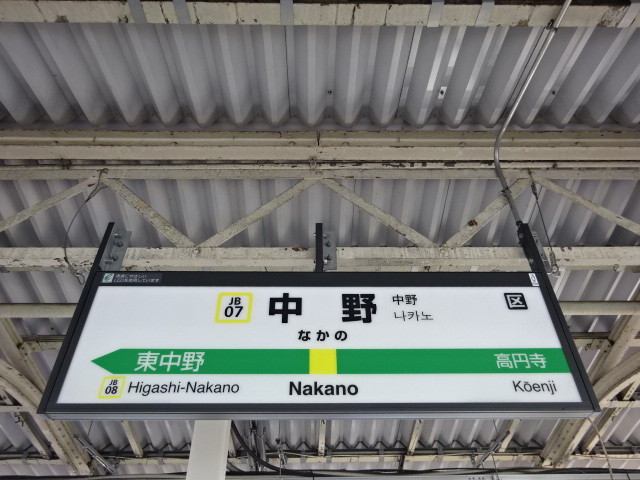 JB
07
中野
中野
나카노
区
なかの
東中野
高円寺
JB
08
Higashi-Nakano
Nakano
Kōenji